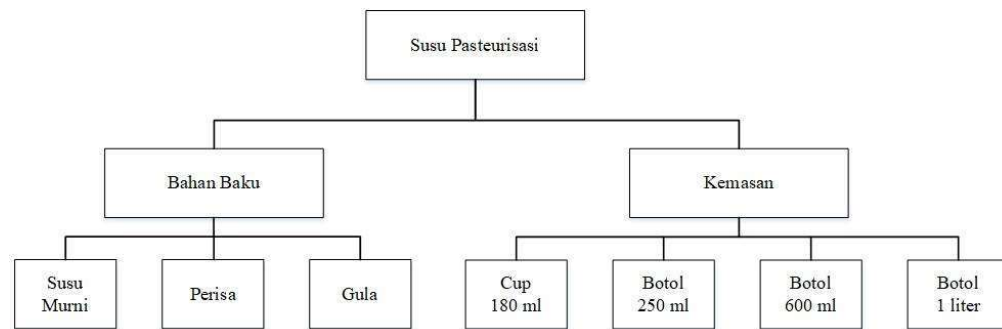 Susu Pasteurisasi
Bahan Baku
Kemasan
Susu
Murni
Perisa
Gula
Cup
180 ml
Botol
250 ml
Botol
600 ml
Botol
1 liter